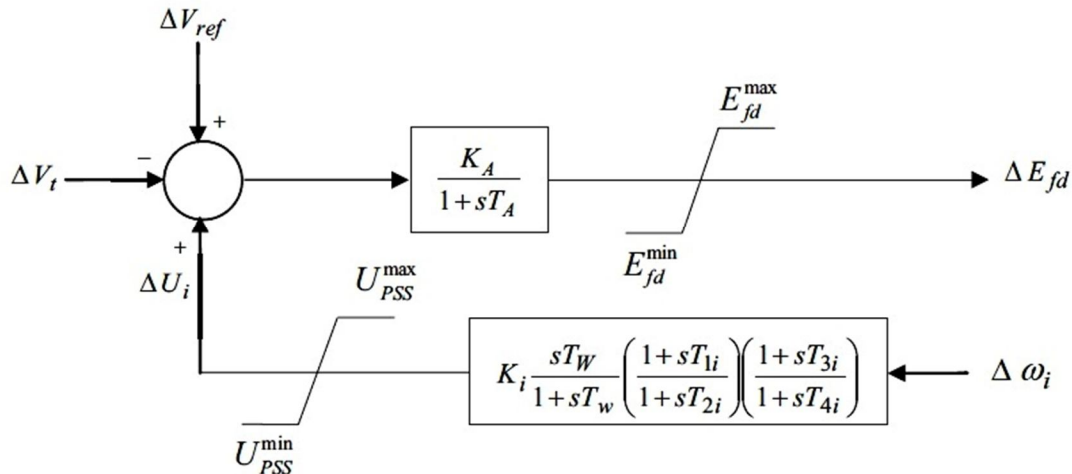 ΔV_ref
+
−
ΔV_t
K_A
1+sT_A
E_fd^max
E_fd^min
ΔE_fd
+
ΔU_i
U_PSS^max
U_PSS^min
K_i sT_W/1+sT_w (1+sT_1i/1+sT_2i)(1+sT_3i/1+sT_4i)
Δ ω_i